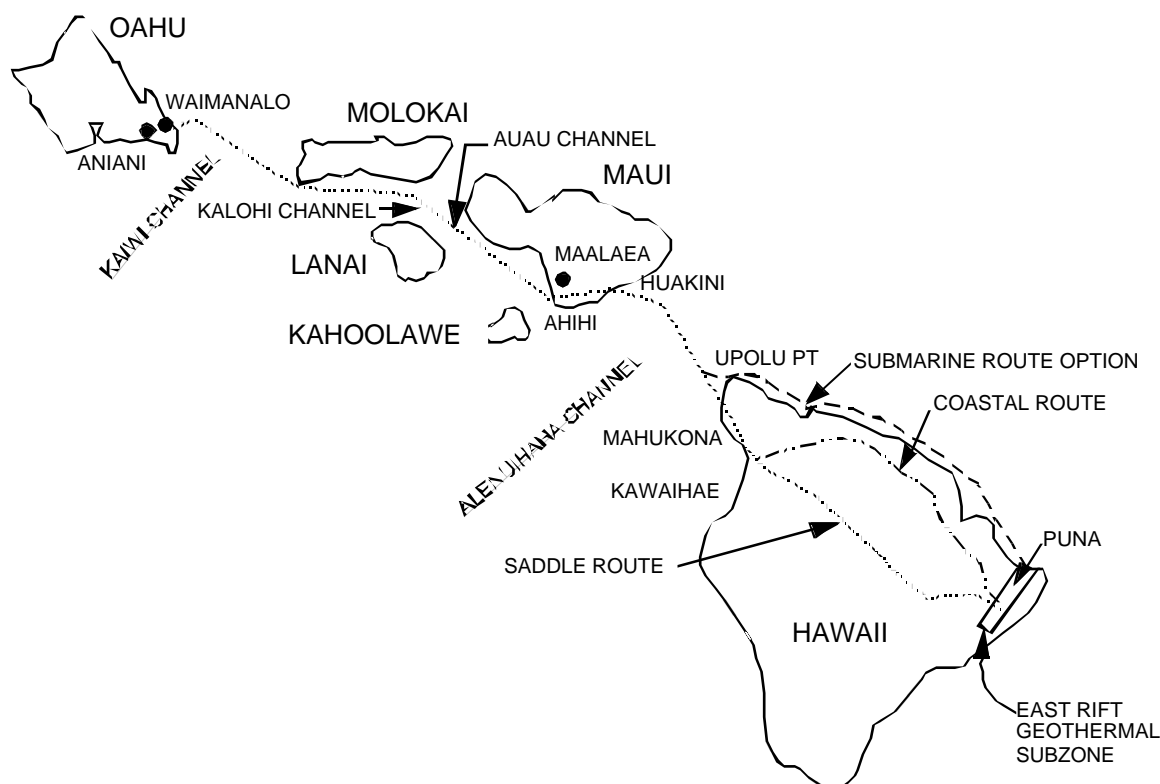 OAHU
WAIMANALO
MOLOKAI
AUAU CHANNEL
ANIANI
MAUI
KAIWI CHANNEL
KALOHI CHANNEL
LANAI
MAALAEA
HUAKINI
KAHOOLAWE
AHIHI
UPOLU PT
SUBMARINE ROUTE OPTION
COASTAL ROUTE
ALENUIHAHA CHANNEL
MAHUKONA
KAWAIHAE
PUNA
SADDLE ROUTE
HAWAII
EAST RIFT
GEOTHERMAL
SUBZONE